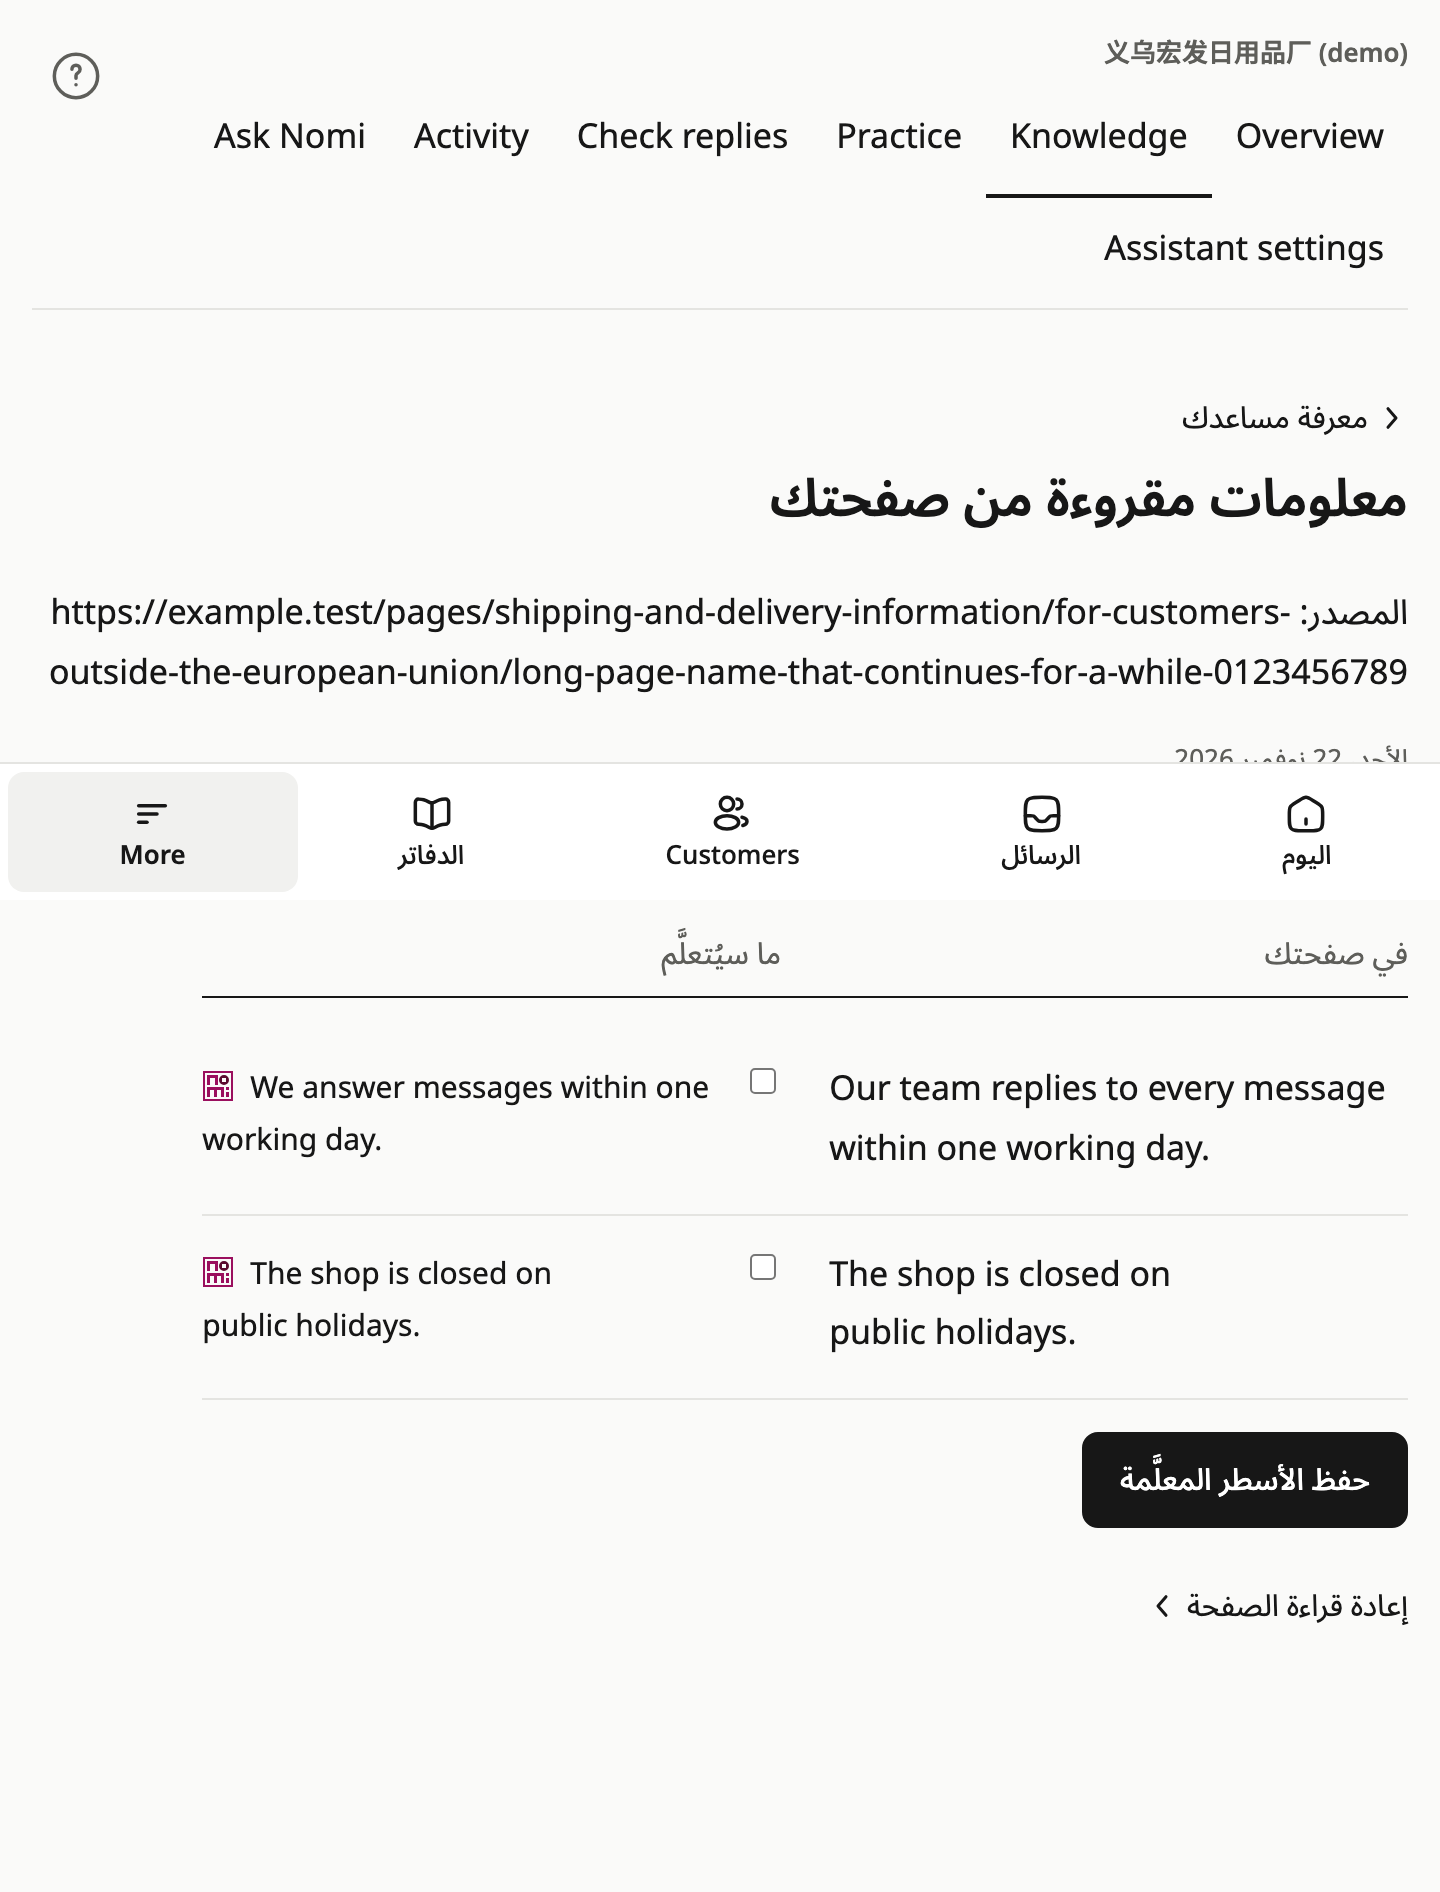 义乌宏发日用品厂 (demo)
Overview
Knowledge
Practice
Check replies
Activity
Ask Nomi
Assistant settings
معرفة مساعدك
معلومات مقروءة من صفحتك
المصدر: https://example.test/pages/shipping-and-delivery-information/for-customers-
outside-the-european-union/long-page-name-that-continues-for-a-while-0123456789
الأحد، 22 نوفمبر 2026
اليوم
الرسائل
Customers
الدفاتر
More
في صفحتك
ما سيُتعلَّم
Our team replies to every message
within one working day.
We answer messages within one
working day.
The shop is closed on
public holidays.
The shop is closed on
public holidays.
حفظ الأسطر المعلَّمة
إعادة قراءة الصفحة